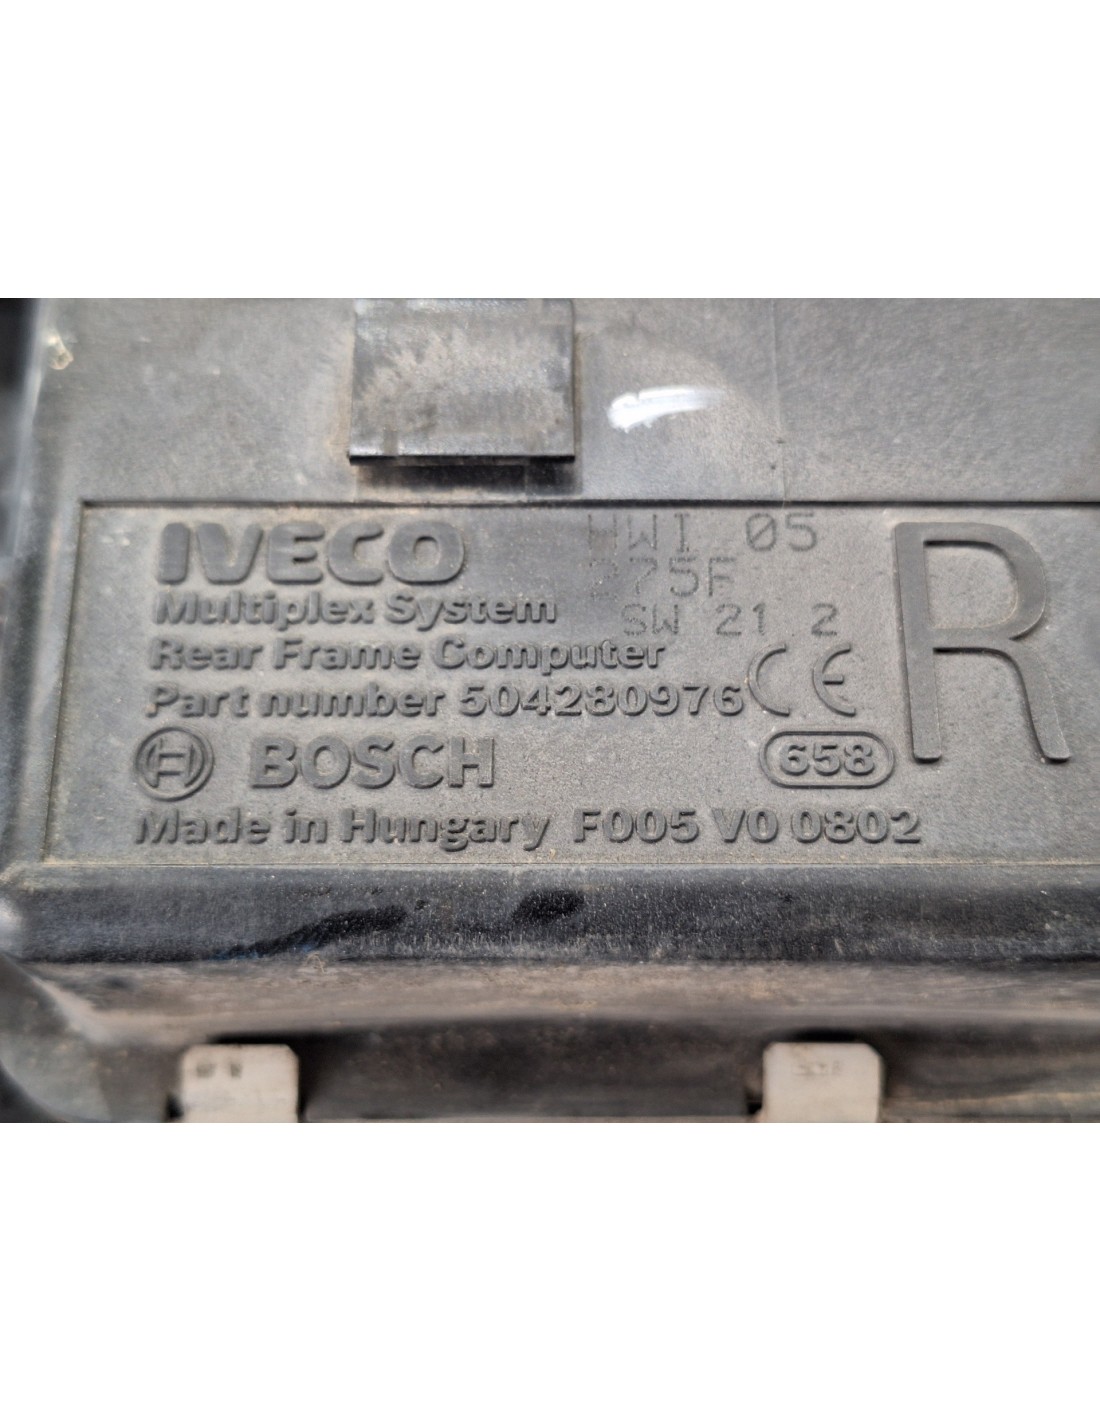 IVECO
Multiplex System
Rear Frame Computer
Part number 504280976
BOSCH
Made in Hungary F005 V0 0802
HWI 05
275F
SW 21 2
CE
658
R